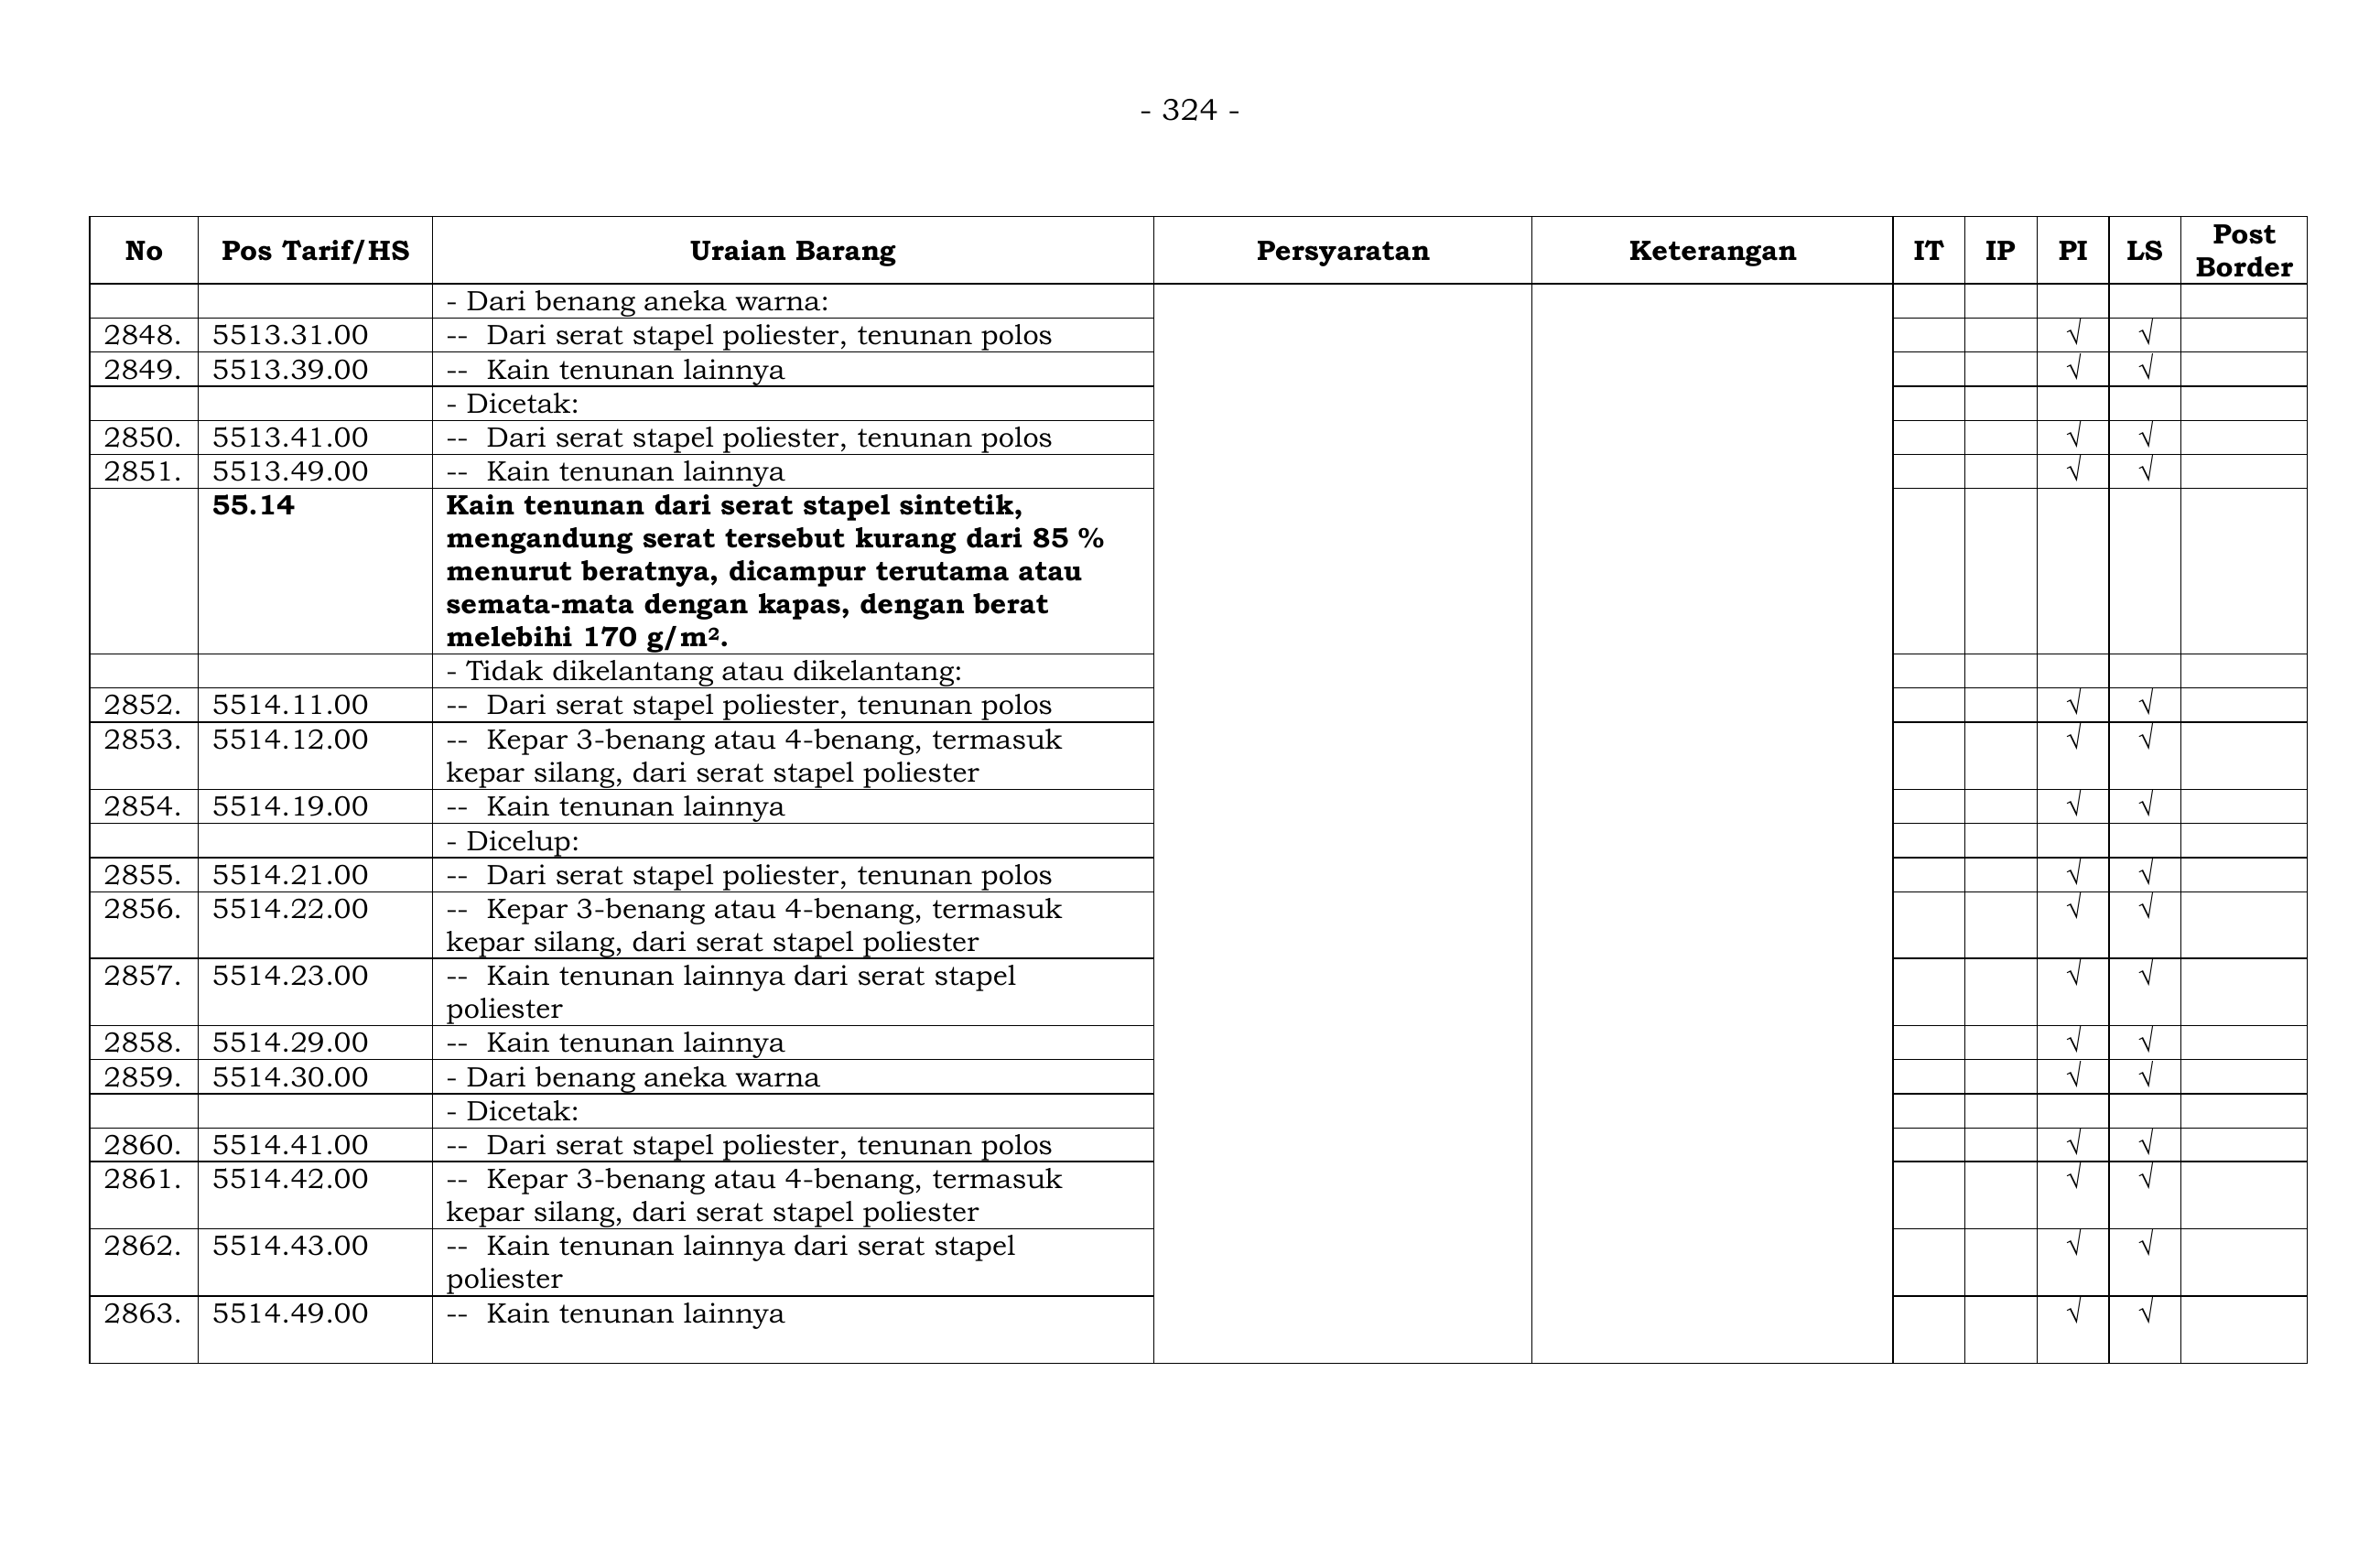 - 324 -
No Pos Tarif/HS Uraian Barang Persyaratan Keterangan IT IP PI LS Post Border
- Dari benang aneka warna:
2848. 5513.31.00 -- Dari serat stapel poliester, tenunan polos √ √
2849. 5513.39.00 -- Kain tenunan lainnya √ √
- Dicetak:
2850. 5513.41.00 -- Dari serat stapel poliester, tenunan polos √ √
2851. 5513.49.00 -- Kain tenunan lainnya √ √
55.14 Kain tenunan dari serat stapel sintetik,
mengandung serat tersebut kurang dari 85 %
menurut beratnya, dicampur terutama atau
semata-mata dengan kapas, dengan berat
melebihi 170 g/m².
- Tidak dikelantang atau dikelantang:
2852. 5514.11.00 -- Dari serat stapel poliester, tenunan polos √ √
2853. 5514.12.00 -- Kepar 3-benang atau 4-benang, termasuk √ √
kepar silang, dari serat stapel poliester
2854. 5514.19.00 -- Kain tenunan lainnya √ √
- Dicelup:
2855. 5514.21.00 -- Dari serat stapel poliester, tenunan polos √ √
2856. 5514.22.00 -- Kepar 3-benang atau 4-benang, termasuk √ √
kepar silang, dari serat stapel poliester
2857. 5514.23.00 -- Kain tenunan lainnya dari serat stapel √ √
poliester
2858. 5514.29.00 -- Kain tenunan lainnya √ √
2859. 5514.30.00 - Dari benang aneka warna √ √
- Dicetak:
2860. 5514.41.00 -- Dari serat stapel poliester, tenunan polos √ √
2861. 5514.42.00 -- Kepar 3-benang atau 4-benang, termasuk √ √
kepar silang, dari serat stapel poliester
2862. 5514.43.00 -- Kain tenunan lainnya dari serat stapel √ √
poliester
2863. 5514.49.00 -- Kain tenunan lainnya √ √